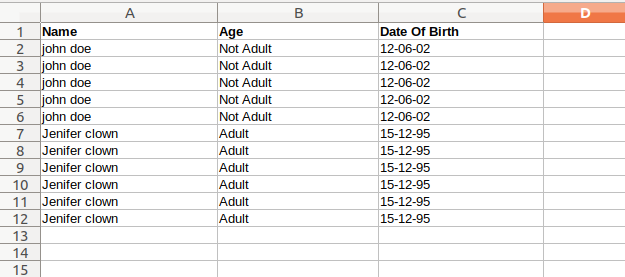 A B C D
1 Name Age Date Of Birth
2 john doe Not Adult 12-06-02
3 john doe Not Adult 12-06-02
4 john doe Not Adult 12-06-02
5 john doe Not Adult 12-06-02
6 john doe Not Adult 12-06-02
7 Jenifer clown Adult 15-12-95
8 Jenifer clown Adult 15-12-95
9 Jenifer clown Adult 15-12-95
10 Jenifer clown Adult 15-12-95
11 Jenifer clown Adult 15-12-95
12 Jenifer clown Adult 15-12-95
13
14
15